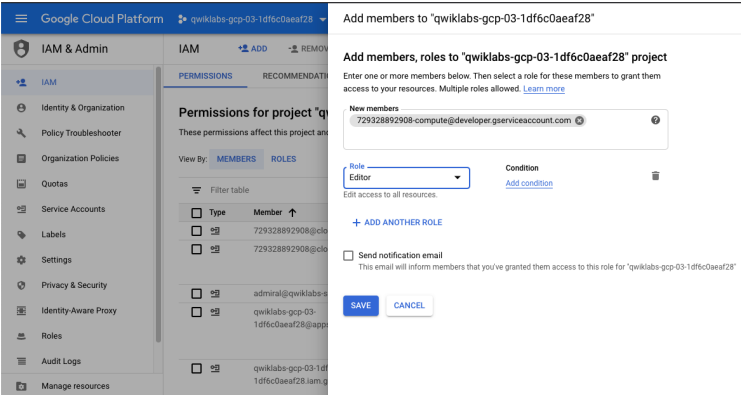 Google Cloud Platform
qwiklabs-gcp-03-1df6c0aeaf28
IAM & Admin
IAM
Identity & Organization
Policy Troubleshooter
Organization Policies
Quotas
Service Accounts
Labels
Settings
Privacy & Security
Identity-Aware Proxy
Roles
Audit Logs
Manage resources
IAM
ADD
REMOV
PERMISSIONS
RECOMMENDATI
Permissions for project "q
These permissions affect this project an
View By:
MEMBERS
ROLES
Filter table
Type
Member
729328892908@clo
729328892908@clo
admiral@qwiklabs-s
qwiklabs-gcp-03-
1df6c0aeaf28@apps
qwiklabs-gcp-03-1df
1df6c0aeaf28.iam.g
Add members to "qwiklabs-gcp-03-1df6c0aeaf28"
Add members, roles to "qwiklabs-gcp-03-1df6c0aeaf28" project
Enter one or more members below. Then select a role for these members to grant them
access to your resources. Multiple roles allowed. Learn more
New members
729328892908-compute@developer.gserviceaccount.com
Role
Editor
Condition
Add condition
Edit access to all resources.
+ ADD ANOTHER ROLE
Send notification email
This email will inform members that you've granted them access to this role for "qwiklabs-gcp-03-1df6c0aeaf28"
SAVE
CANCEL